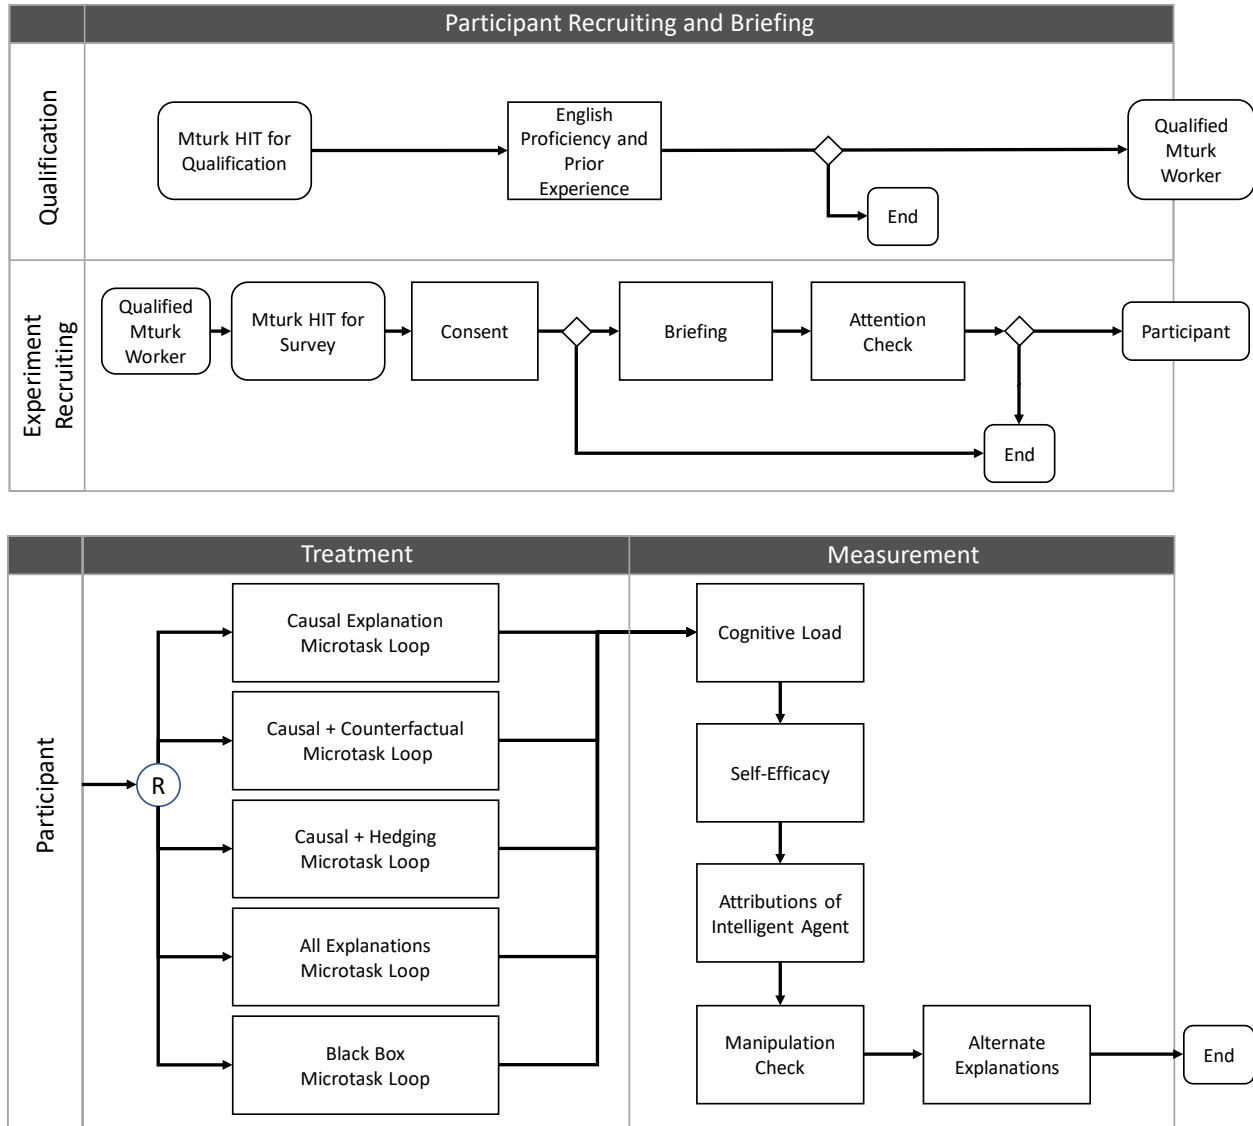 Participant Recruiting and Briefing
Qualification
Mturk HIT for
Qualification
English
Proficiency and
Prior
Experience
Qualified
Mturk
Worker
End
Experiment
Recruiting
Qualified
Mturk
Worker
Mturk HIT for
Survey
Consent
Briefing
Attention
Check
Participant
End
Treatment
Measurement
Participant
R
Causal Explanation
Microtask Loop
Causal + Counterfactual
Microtask Loop
Causal + Hedging
Microtask Loop
All Explanations
Microtask Loop
Black Box
Microtask Loop
Cognitive Load
Self-Efficacy
Attributions of
Intelligent Agent
Manipulation
Check
Alternate
Explanations
End